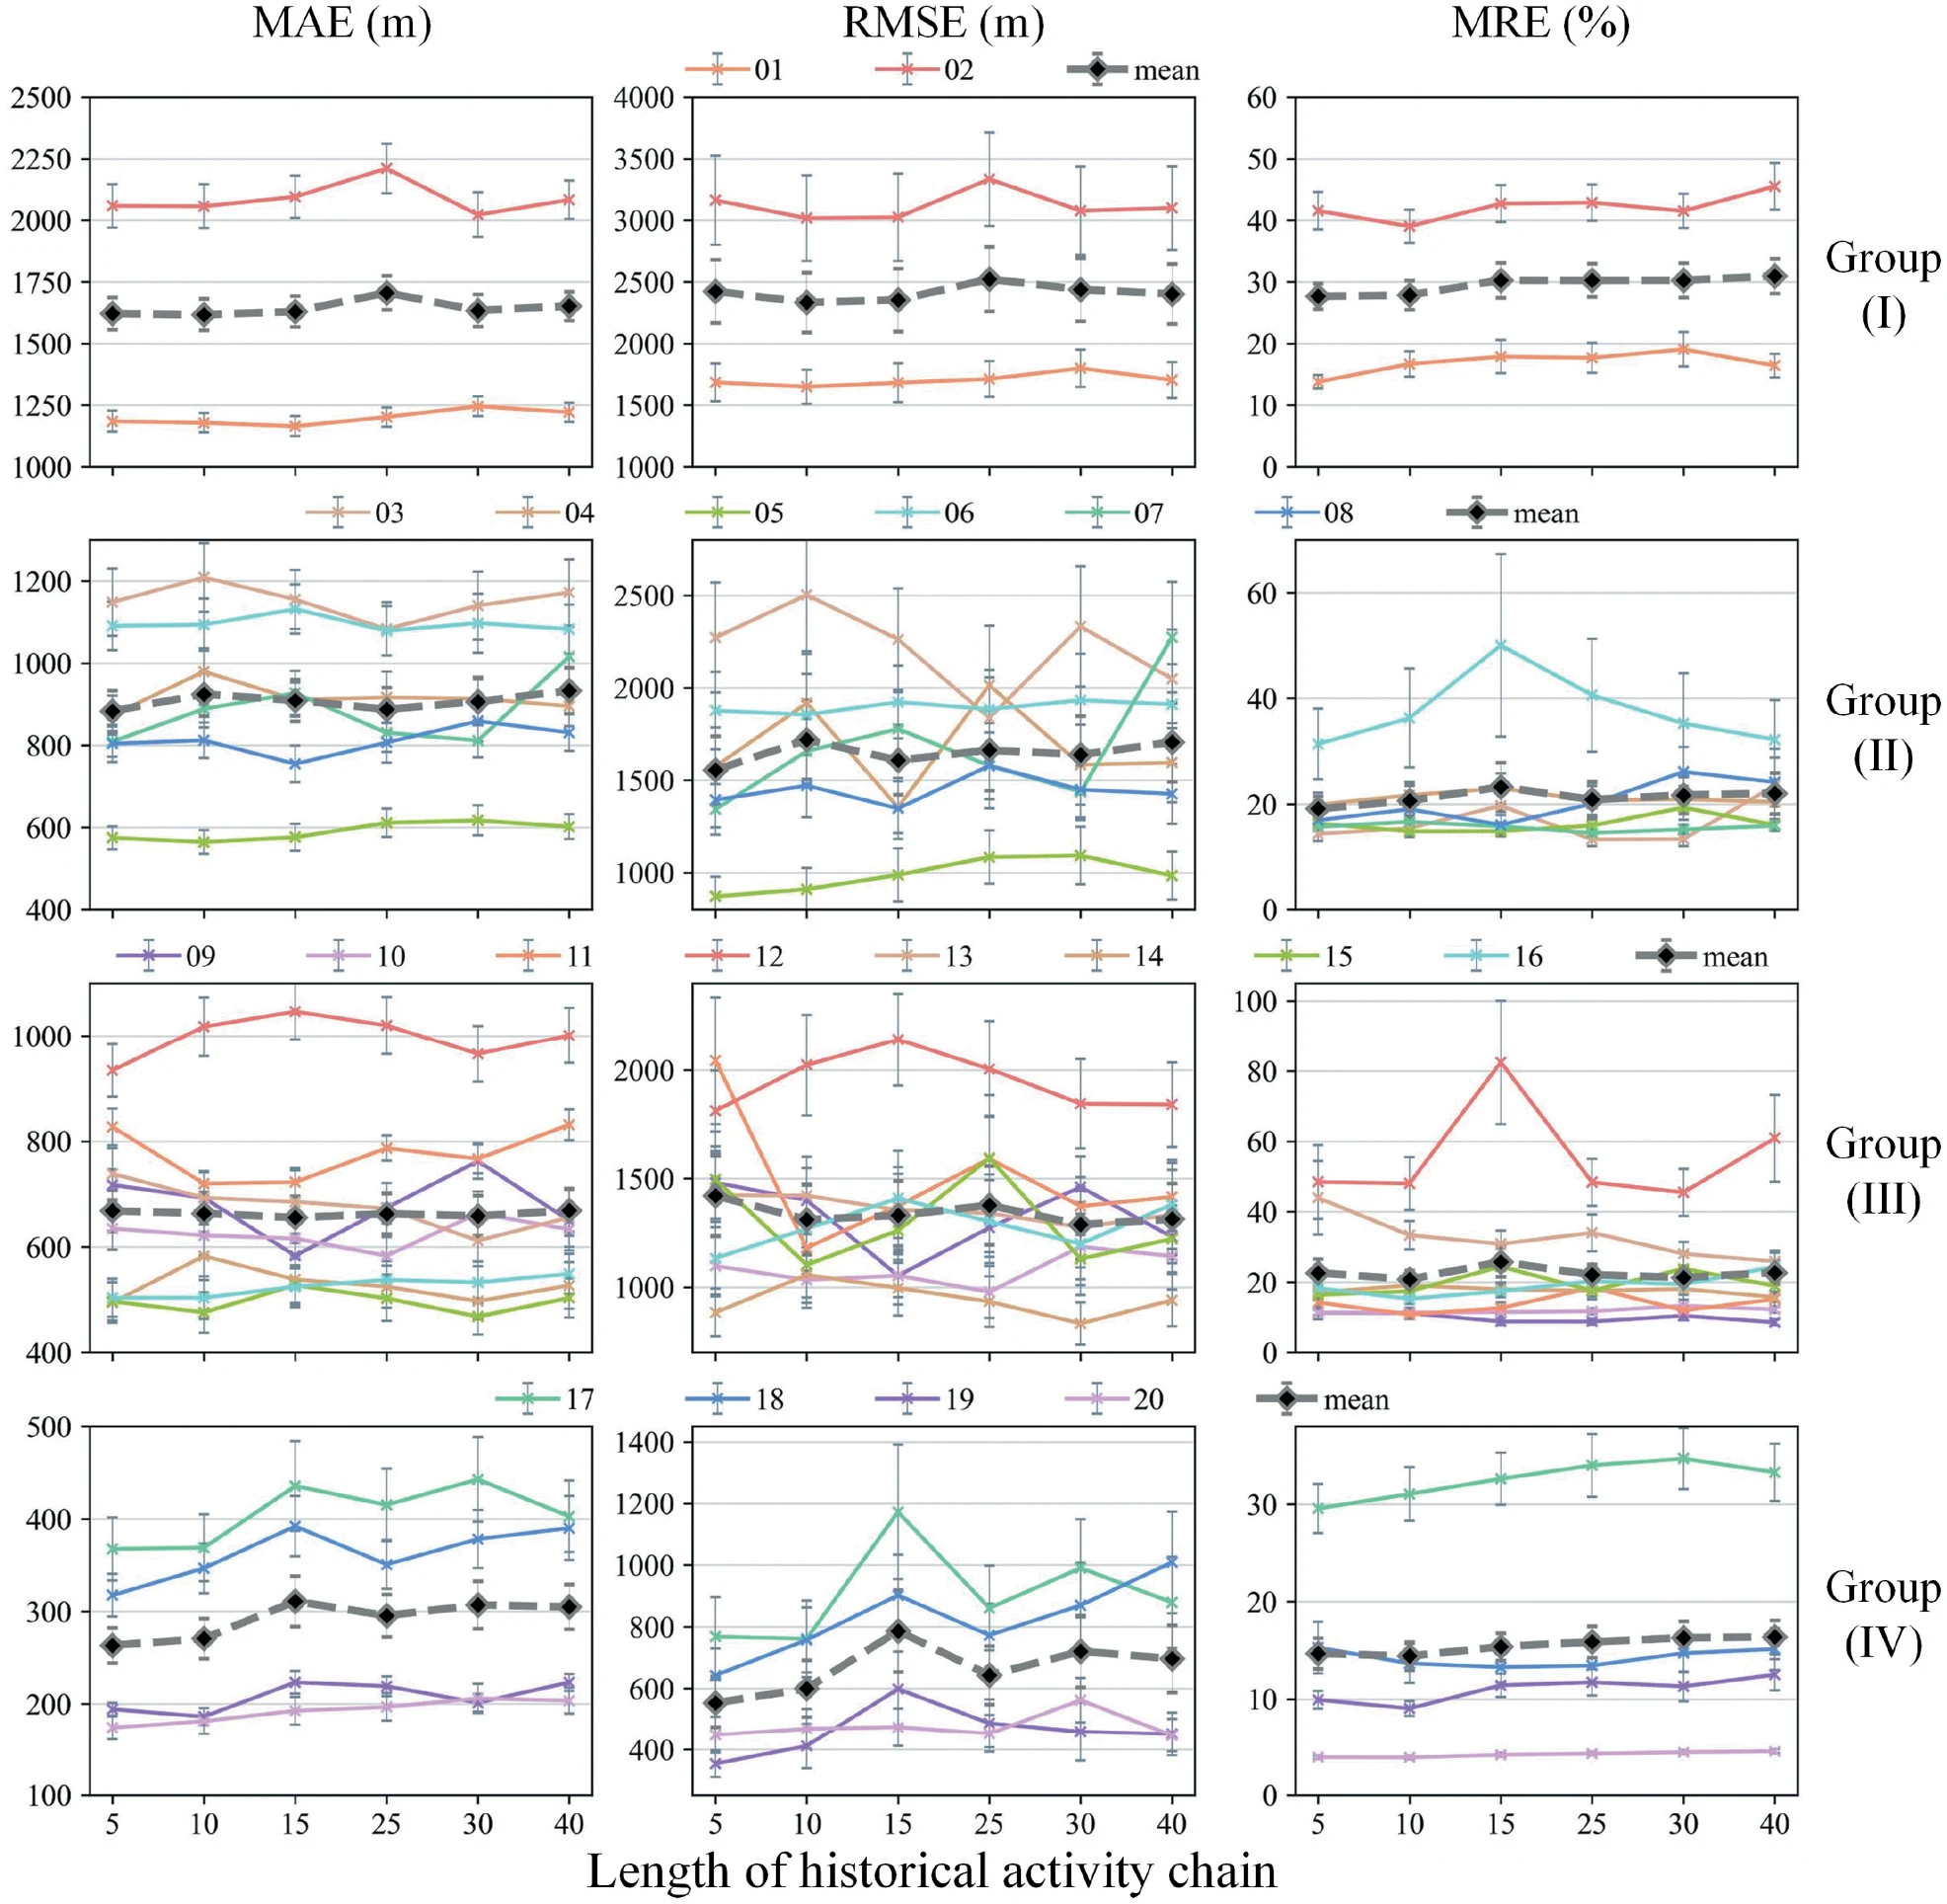 MAE (m) RMSE (m) MRE (%)
01 02 mean
2500 4000 60
2250 3500 50
2000 3000 40
1750 2500 30
1500 2000 20
1250 1500 10
1000 1000 0
Group
(I)
03 04 05 06 07 08 mean
1200 2500 60
1000 2000 40
800 1500 20
600 1000 0
400
Group
(II)
09 10 11 12 13 14 15 16 mean
1000 2000 100
800 1500 80
600 1000 60
400 40
20
0
Group
(III)
17 18 19 20 mean
500 1400 30
400 1200 20
300 1000 10
200 800 0
100 600
400
Group
(IV)
5 10 15 25 30 40 5 10 15 25 30 40 5 10 15 25 30 40
Length of historical activity chain